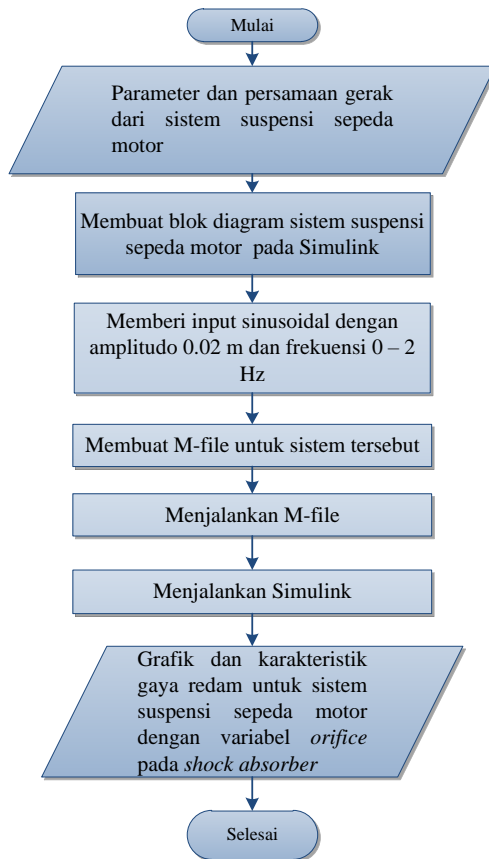 Mulai
Parameter dan persamaan gerak
dari sistem suspensi sepeda
motor
Membuat blok diagram sistem suspensi
sepeda motor pada Simulink
Memberi input sinusoidal dengan
amplitudo 0.02 m dan frekuensi 0 – 2
Hz
Membuat M-file untuk sistem tersebut
Menjalankan M-file
Menjalankan Simulink
Grafik dan karakteristik
gaya redam untuk sistem
suspensi sepeda motor
dengan variabel orifice
pada shock absorber
Selesai